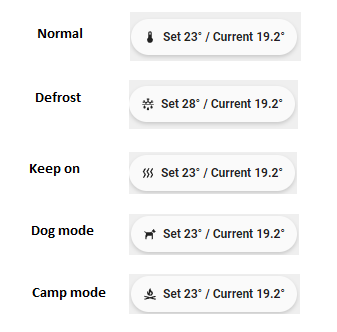 Normal
Set 23° / Current 19.2°
Defrost
Set 28° / Current 19.2°
Keep on
Set 23° / Current 19.2°
Dog mode
Set 23° / Current 19.2°
Camp mode
Set 23° / Current 19.2°